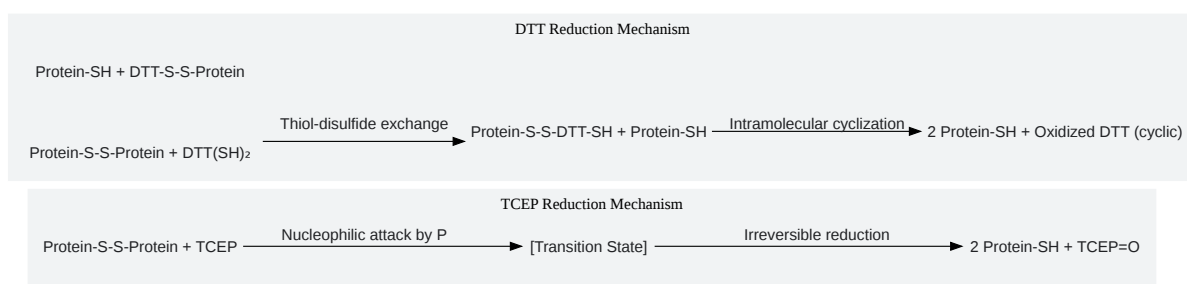 DTT Reduction Mechanism
Protein-SH + DTT-S-S-Protein
Protein-S-S-Protein + DTT(SH)₂
Thiol-disulfide exchange
Protein-S-S-DTT-SH + Protein-SH
Intramolecular cyclization
2 Protein-SH + Oxidized DTT (cyclic)
TCEP Reduction Mechanism
Protein-S-S-Protein + TCEP
Nucleophilic attack by P
[Transition State]
Irreversible reduction
2 Protein-SH + TCEP=O